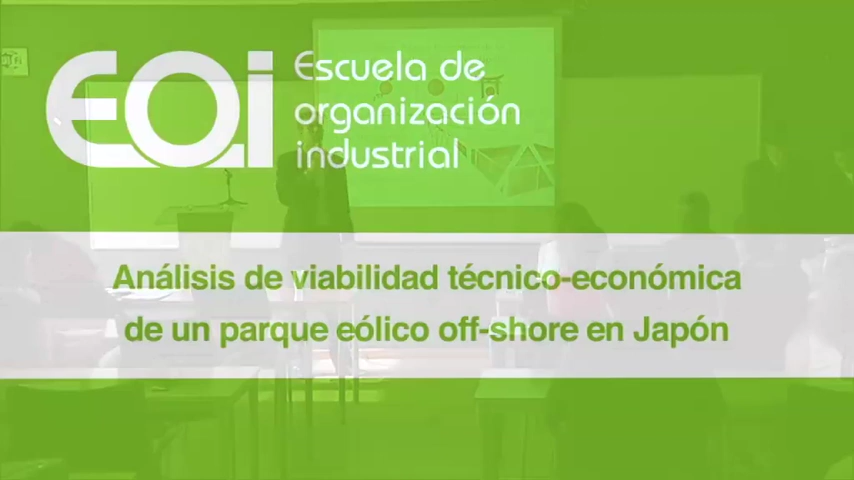 EOi
Escuela de
organización
industrial
Análisis de viabilidad técnico-económica
de un parque eólico off-shore en Japón